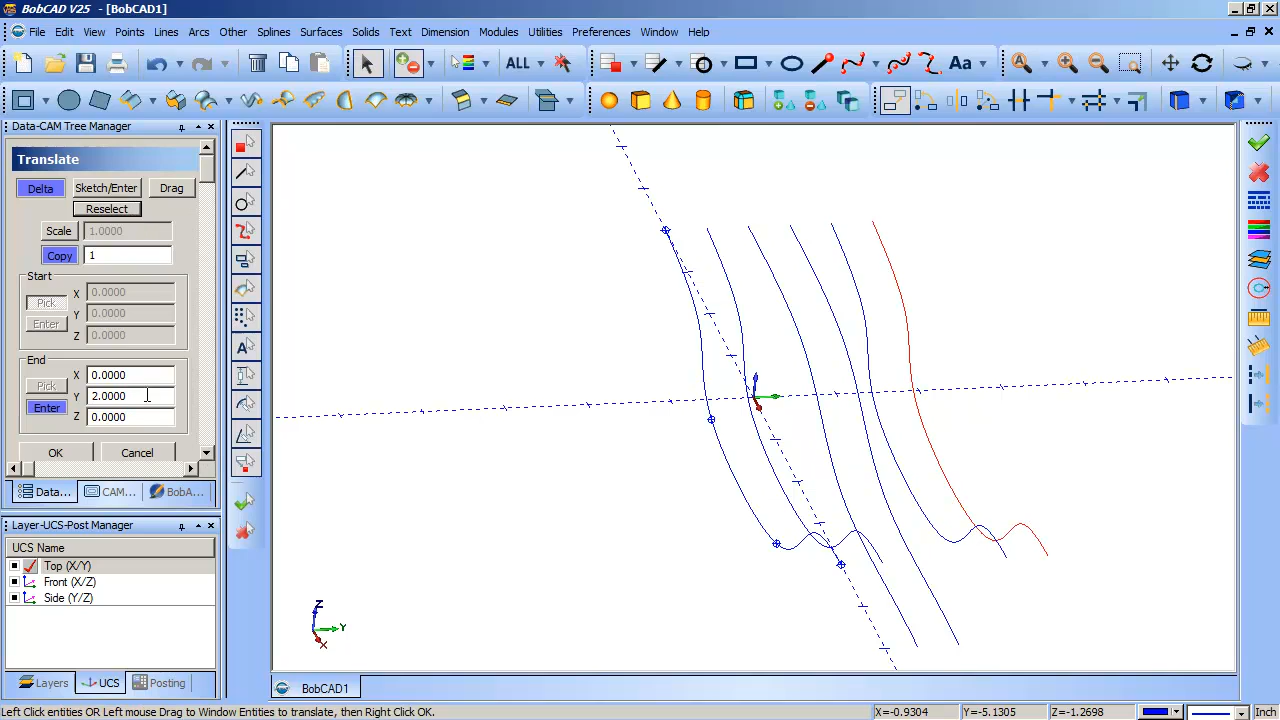 BobCAD V25 - [BobCAD1]
File Edit View Points Lines Arcs Other Splines Surfaces Solids Text Dimension Modules Utilities Preferences Window Help
ALL
Aa
Data-CAM Tree Manager
Translate
Delta Sketch/Enter Drag
Reselect
Scale 1.0000
Copy 1
Start
X 0.0000
Pick
Y 0.0000
Enter
Z 0.0000
End
X 0.0000
Pick
Y 2.0000
Enter
Z 0.0000
OK Cancel
Data... CAM... BobA...
Layer-UCS-Post Manager
UCS Name
Top (X/Y)
Front (X/Z)
Side (Y/Z)
Layers UCS Posting
A
Z
Y
X
BobCAD1
Left Click entities OR Left mouse Drag to Window Entities to translate, then Right Click OK.
X=-0.9304 Y=-5.1305 Z=-1.2698 Inch